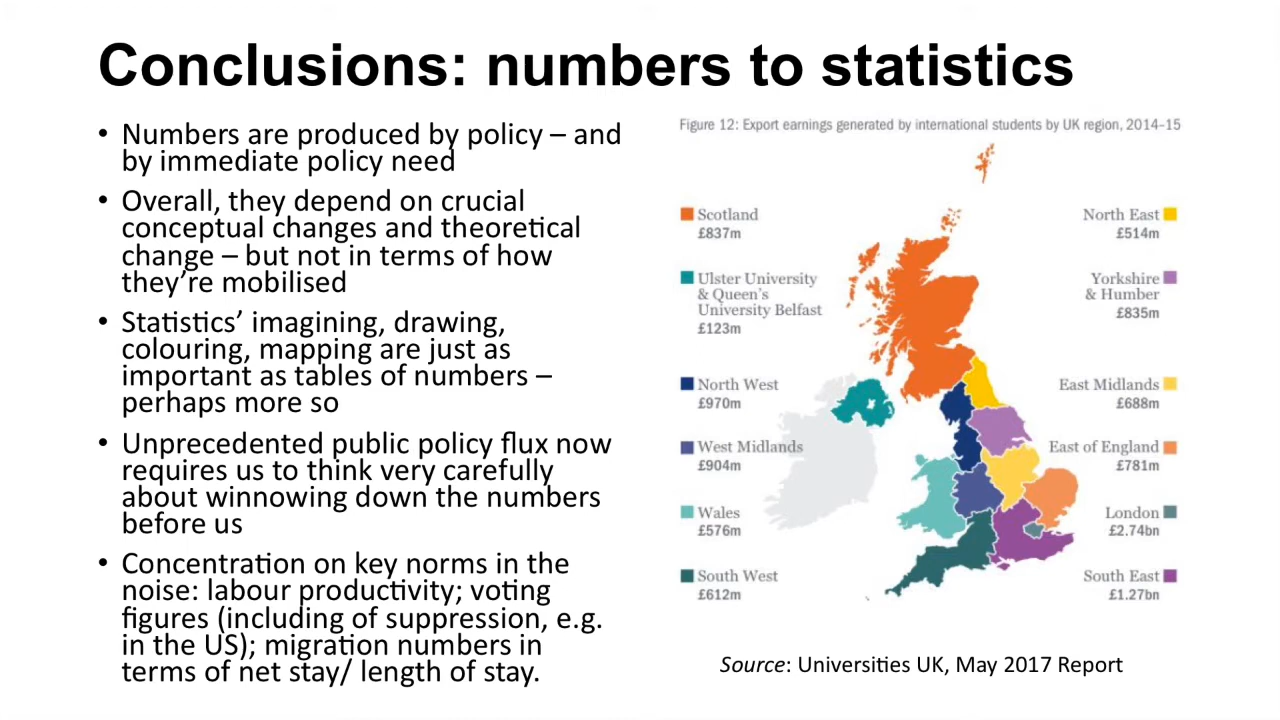 Conclusions: numbers to statistics
• Numbers are produced by policy – and
by immediate policy need
• Overall, they depend on crucial
conceptual changes and theoretical
change – but not in terms of how
they’re mobilised
• Statistics’ imagining, drawing,
colouring, mapping are just as
important as tables of numbers –
perhaps more so
• Unprecedented public policy flux now
requires us to think very carefully
about winnowing down the numbers
before us
• Concentration on key norms in the
noise: labour productivity; voting
figures (including of suppression, e.g.
in the US); migration numbers in
terms of net stay/ length of stay.
Figure 12: Export earnings generated by international students by UK region, 2014–15
Scotland
£837m
Ulster University
& Queen’s
University Belfast
£123m
North West
£970m
West Midlands
£904m
Wales
£576m
South West
£612m
North East
£514m
Yorkshire
& Humber
£835m
East Midlands
£688m
East of England
£781m
London
£2.74bn
South East
£1.27bn
Source: Universities UK, May 2017 Report